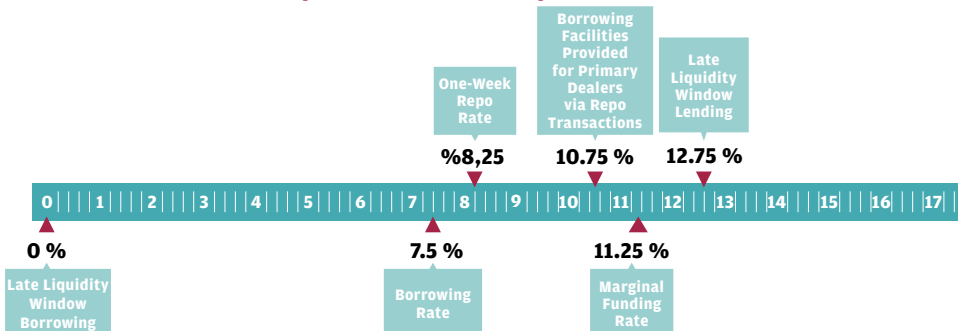 One-Week
Repo
Rate
%8,25
Borrowing
Facilities
Provided
for Primary
Dealers
via Repo
Transactions
10.75 %
Late
Liquidity
Window
Lending
12.75 %
0 1 2 3 4 5 6 7 8 9 10 11 12 13 14 15 16 17
0 %
Late Liquidity
Window
Borrowing
7.5 %
Borrowing
Rate
11.25 %
Marginal
Funding
Rate